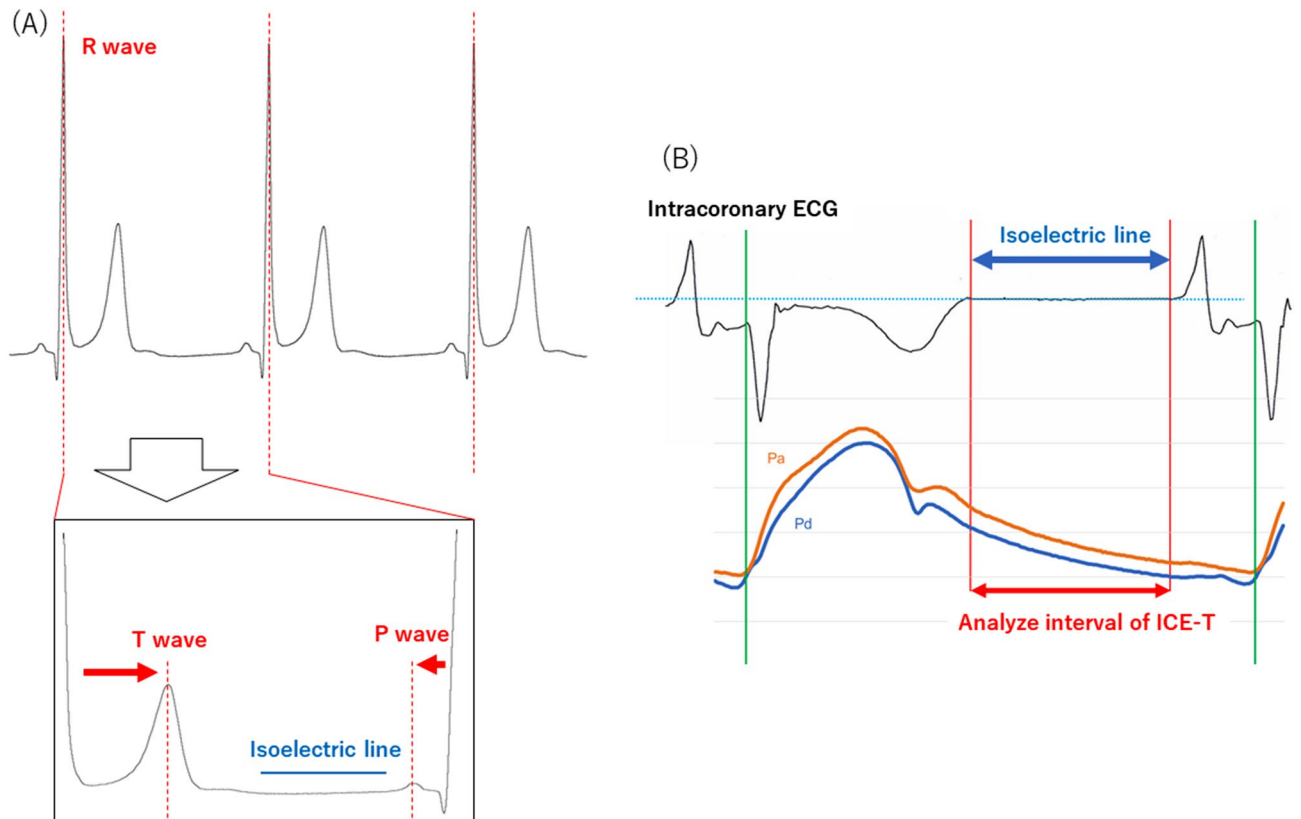 (A)
R wave
T wave
P wave
Isoelectric line
(B)
Intracoronary ECG
Isoelectric line
Pa
Pd
Analyze interval of ICE-T